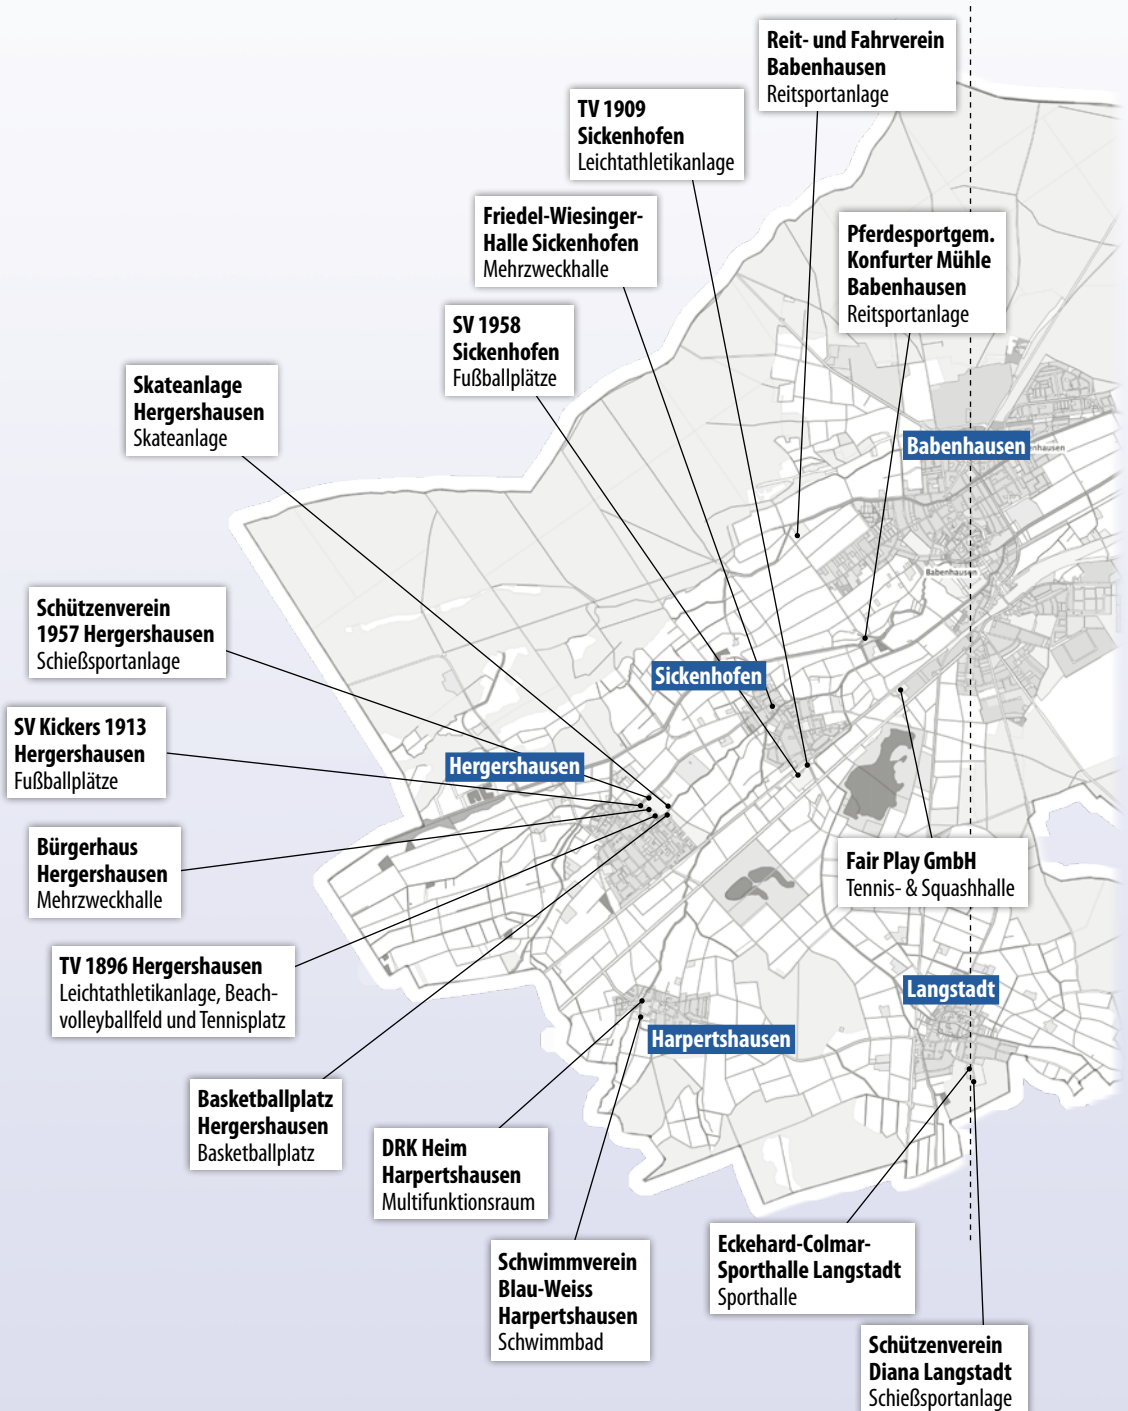 Reit- und Fahrverein
Babenhausen
Reitsportanlage
TV 1909
Sickenhofen
Leichtathletikanlage
Friedel-Wiesinger-
Halle Sickenhofen
Mehrzweckhalle
Pferdesportgem.
Konfurter Mühle
Babenhausen
Reitsportanlage
SV 1958
Sickenhofen
Fußballplätze
Skateanlage
Hergershausen
Skateanlage
Babenhausen
nhausen
Babenhausen
Schützenverein
1957 Hergershausen
Schießsportanlage
Sickenhofen
SV Kickers 1913
Hergershausen
Fußballplätze
Hergershausen
Bürgerhaus
Hergershausen
Mehrzweckhalle
Fair Play GmbH
Tennis- & Squashhalle
TV 1896 Hergershausen
Leichtathletikanlage, Beach-
volleyballfeld und Tennisplatz
Langstadt
Harpertshausen
Basketballplatz
Hergershausen
Basketballplatz
DRK Heim
Harpertshausen
Multifunktionsraum
Schwimmverein
Blau-Weiss
Harpertshausen
Schwimmbad
Eckehard-Colmar-
Sporthalle Langstadt
Sporthalle
Schützenverein
Diana Langstadt
Schießsportanlage